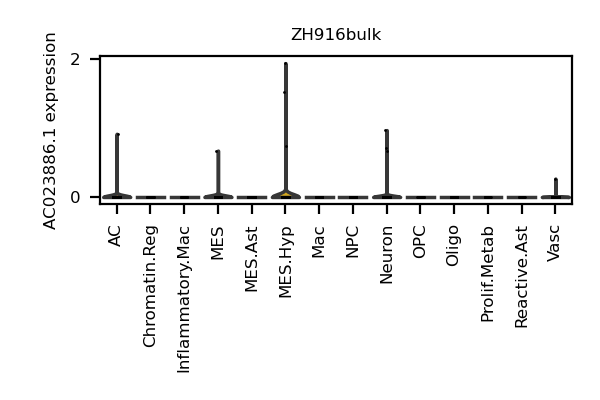 ZH916bulk
AC023886.1 expression
2
0
AC
Chromatin.Reg
Inflammatory.Mac
MES
MES.Ast
MES.Hyp
Mac
NPC
Neuron
OPC
Oligo
Prolif.Metab
Reactive.Ast
Vasc